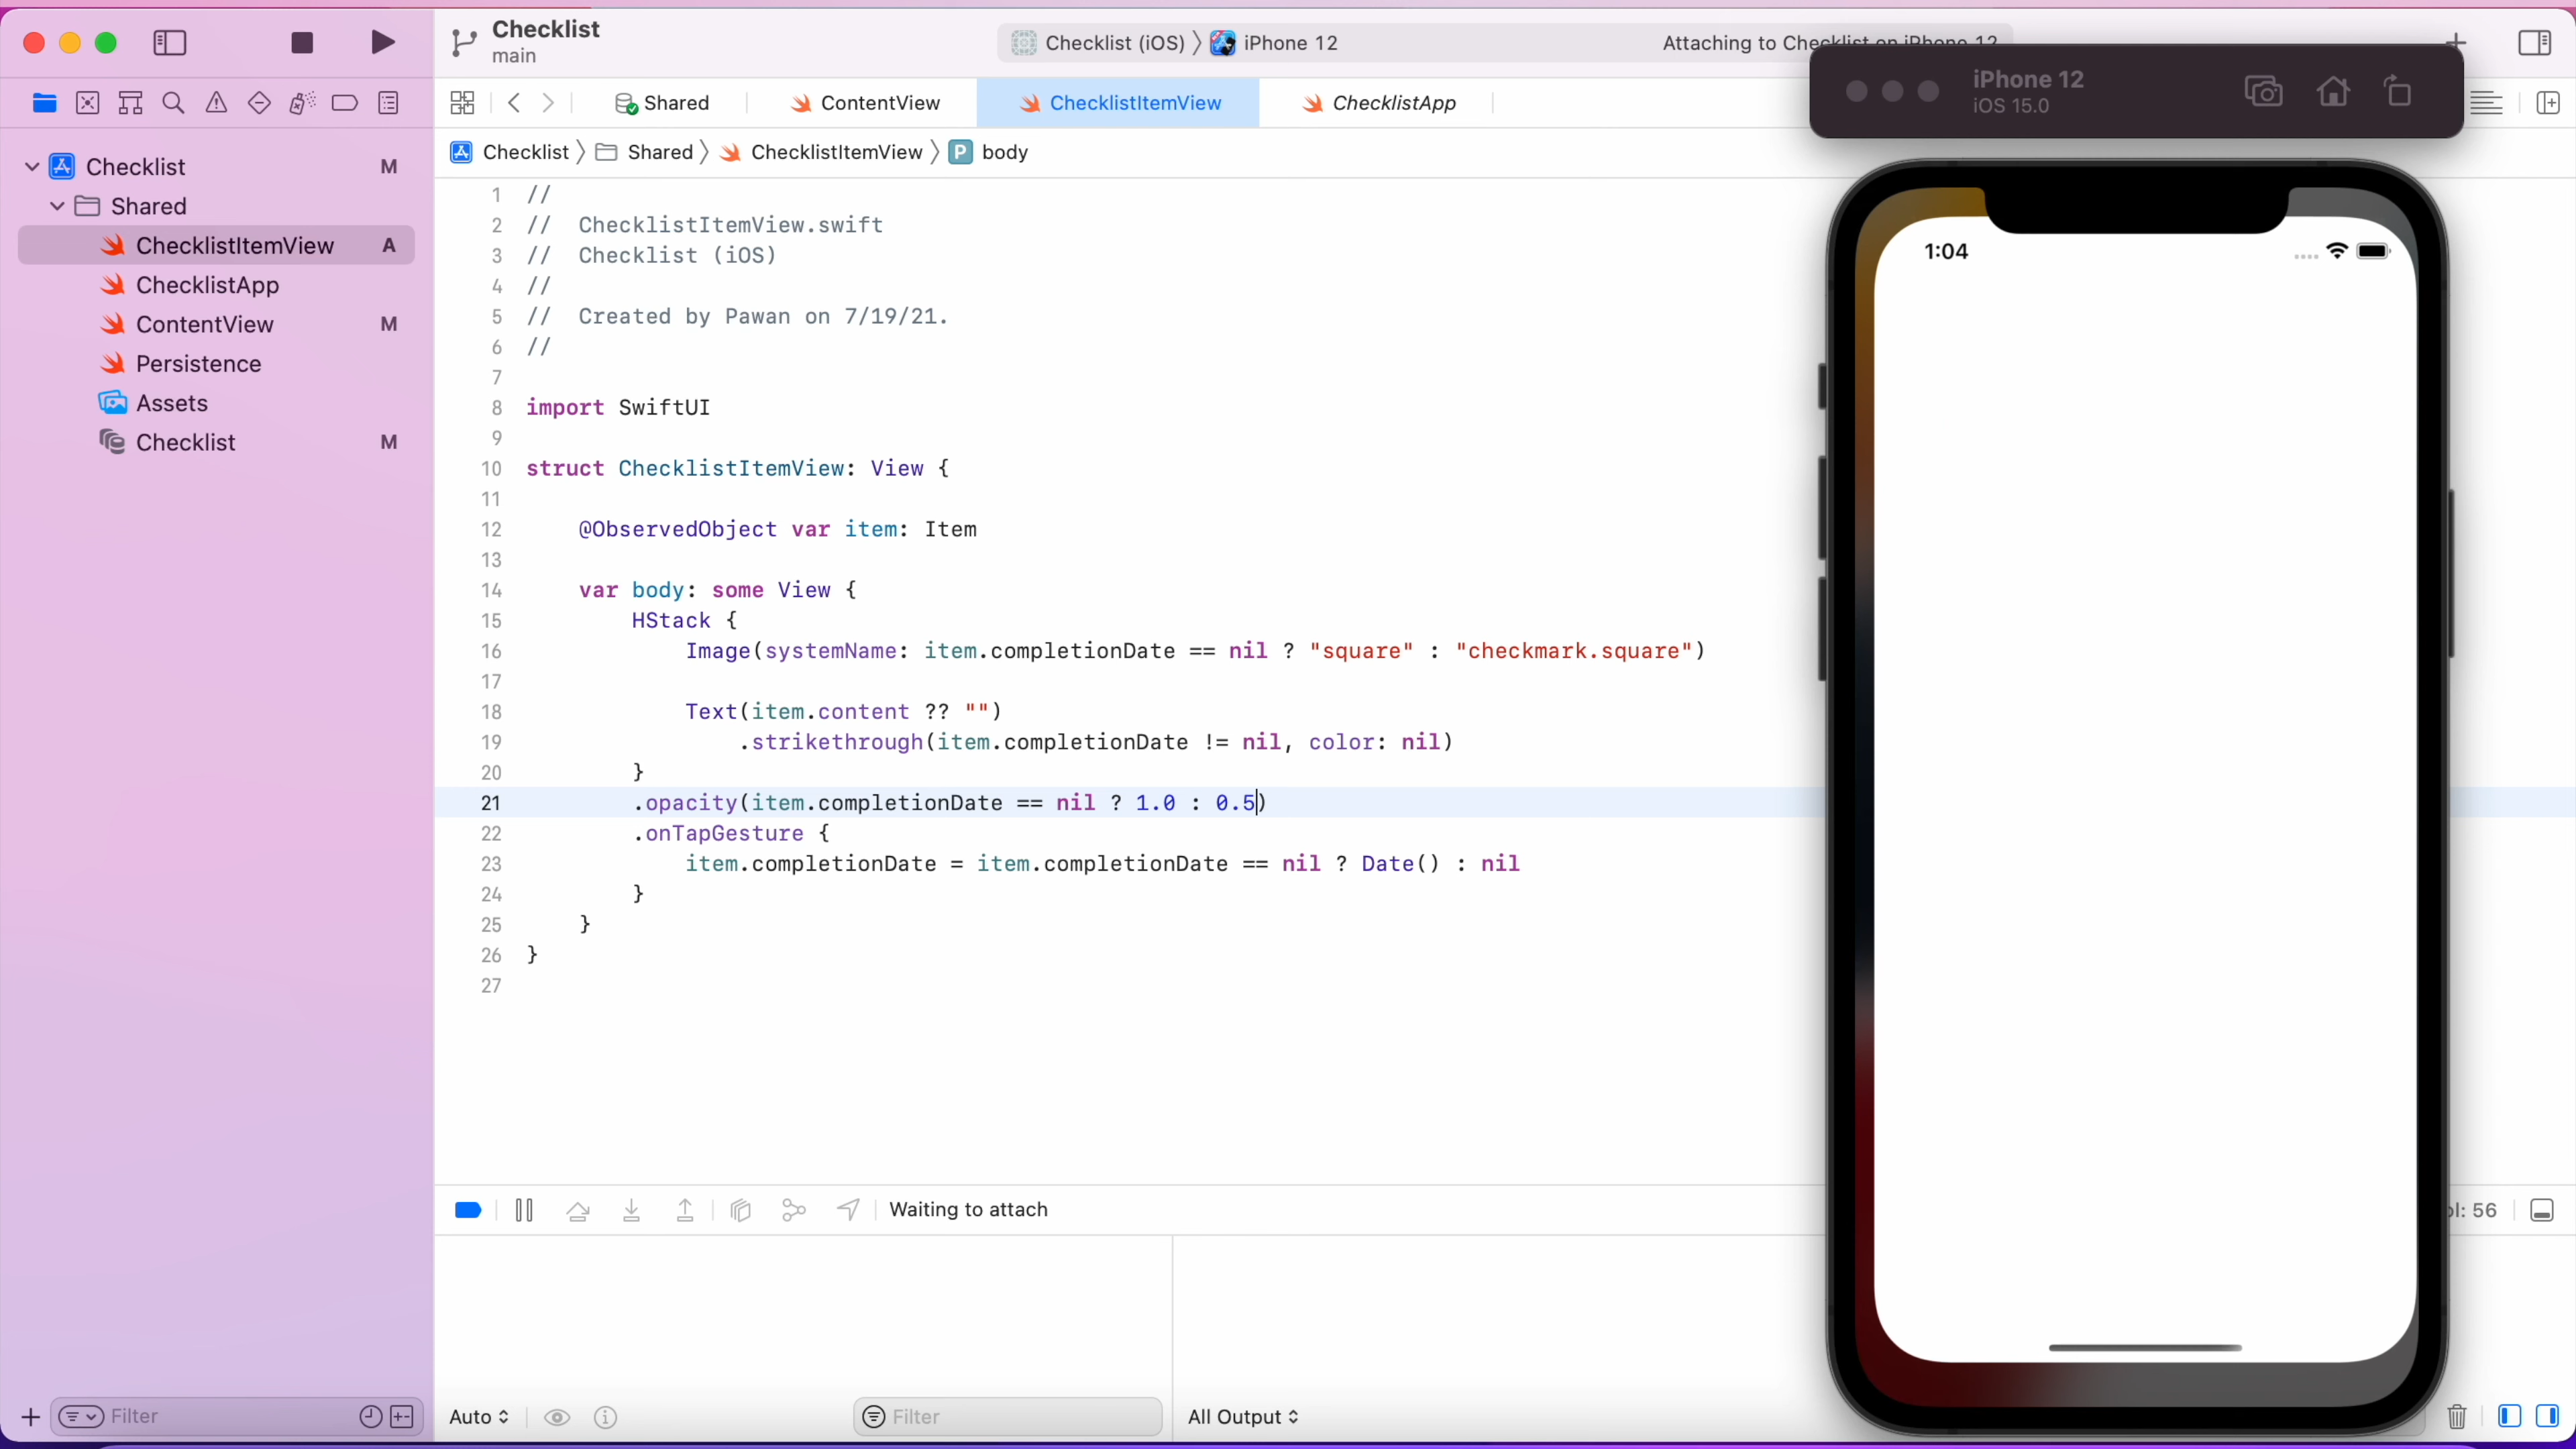 Checklist
main
Checklist (iOS) iPhone 12
Attaching to Checklist on iPhone 12
iPhone 12
iOS 15.0
Shared
ContentView
ChecklistItemView
ChecklistApp
Checklist Shared ChecklistItemView P body
Checklist M
Shared
ChecklistItemView A
ChecklistApp
ContentView M
Persistence
Assets
Checklist M
1 //
2 //  ChecklistItemView.swift
3 //  Checklist (iOS)
4 //
5 //  Created by Pawan on 7/19/21.
6 //
7
8 import SwiftUI
9
10 struct ChecklistItemView: View {
11
12     @ObservedObject var item: Item
13
14     var body: some View {
15         HStack {
16             Image(systemName: item.completionDate == nil ? "square" : "checkmark.square")
17
18             Text(item.content ?? "")
19                 .strikethrough(item.completionDate != nil, color: nil)
20         }
21         .opacity(item.completionDate == nil ? 1.0 : 0.5)
22         .onTapGesture {
23             item.completionDate = item.completionDate == nil ? Date() : nil
24         }
25     }
26 }
27
1:04
Waiting to attach
: 56
Filter
Auto
Filter
All Output